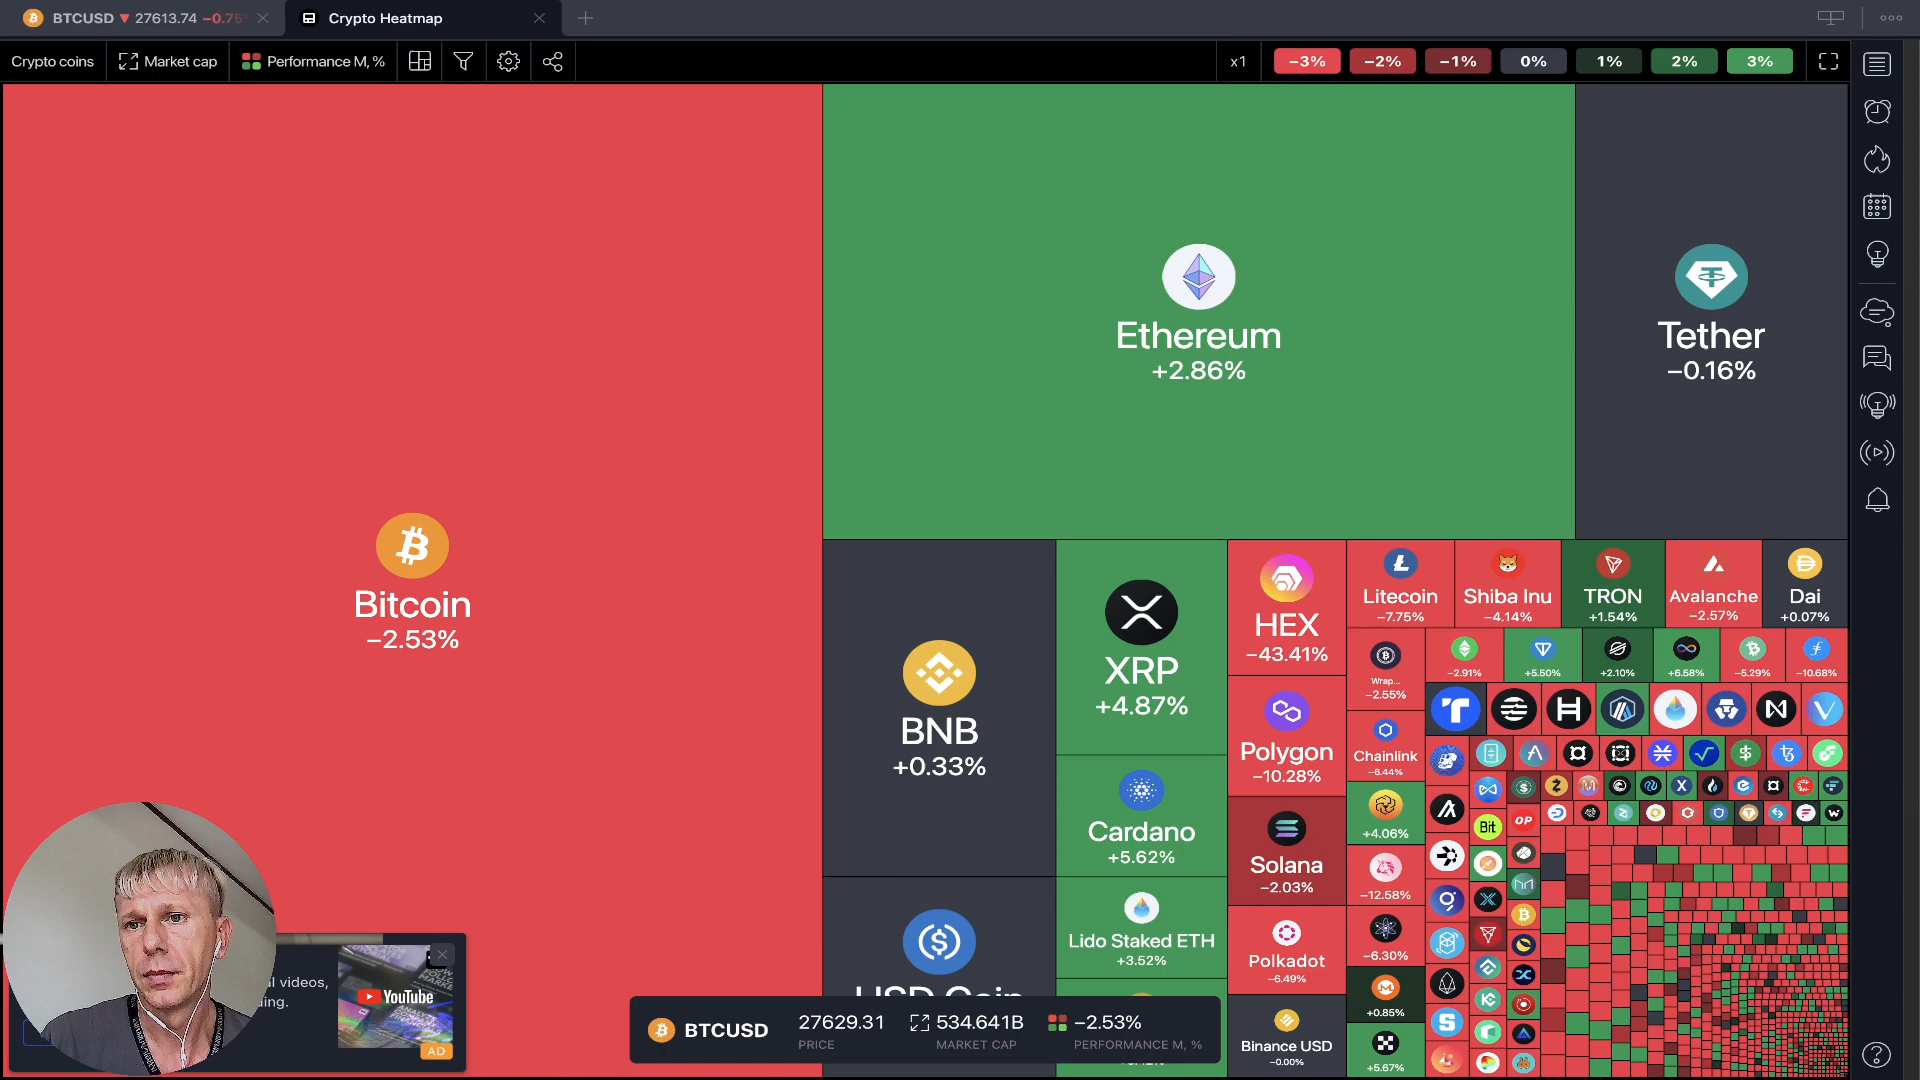 BTCUSD ▼ 27613.74 −0.75
Crypto Heatmap
Crypto coins
Market cap
Performance M, %
x1
−3%
−2%
−1%
0%
1%
2%
3%
Bitcoin
−2.53%
Ethereum
+2.86%
Tether
−0.16%
BNB
+0.33%
USD Coin
XRP
+4.87%
Cardano
+5.62%
Lido Staked ETH
+3.52%
HEX
−43.41%
Polygon
−10.28%
Solana
−2.03%
Polkadot
−6.49%
Binance USD
−0.00%
Litecoin
−7.75%
Shiba Inu
−4.14%
TRON
+1.54%
Avalanche
−2.57%
Dai
+0.07%
Wrap...
−2.55%
Chainlink
−6.44%
+4.06%
−12.58%
−6.30%
+0.85%
+5.67%
−2.91%
+5.50%
+2.10%
+6.58%
−5.29%
−10.68%
Bit
OP
l videos,
ing.
YouTube
AD
BTCUSD
27629.31
PRICE
534.641B
MARKET CAP
−2.53%
PERFORMANCE M, %